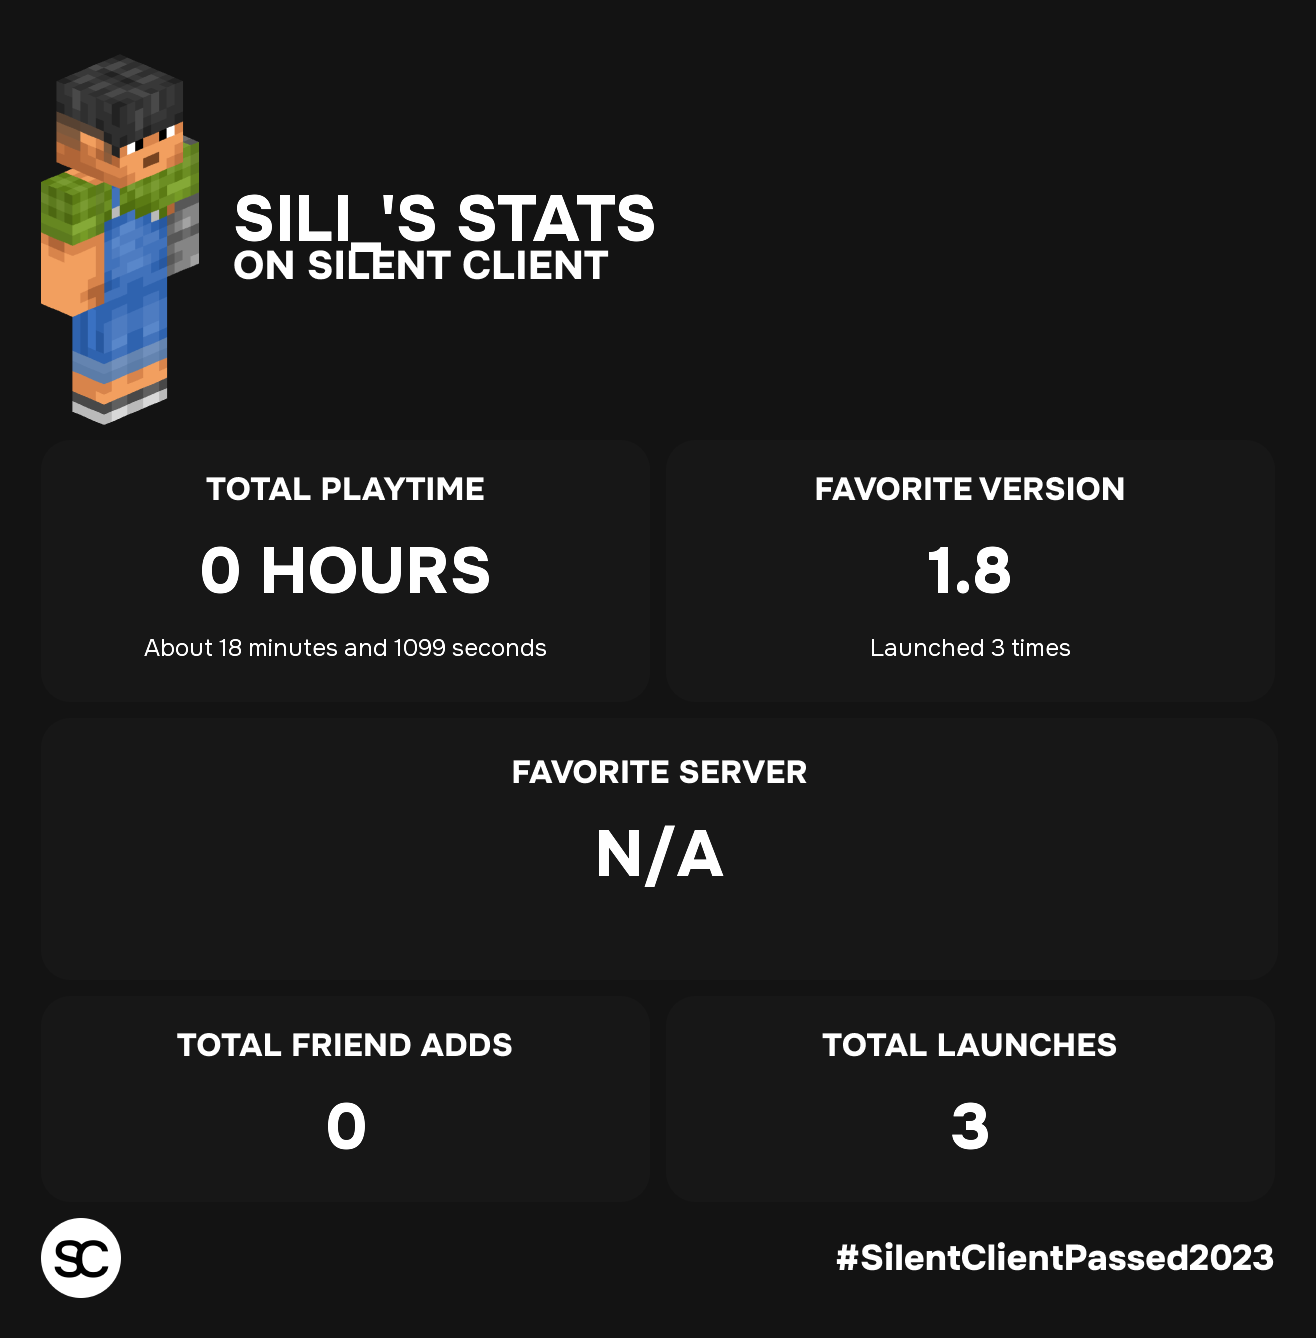 SILI_'S STATS
ON SILENT CLIENT
TOTAL PLAYTIME
0 HOURS
About 18 minutes and 1099 seconds
FAVORITE VERSION
1.8
Launched 3 times
FAVORITE SERVER
N/A
TOTAL FRIEND ADDS
0
TOTAL LAUNCHES
3
SC
#SilentClientPassed2023